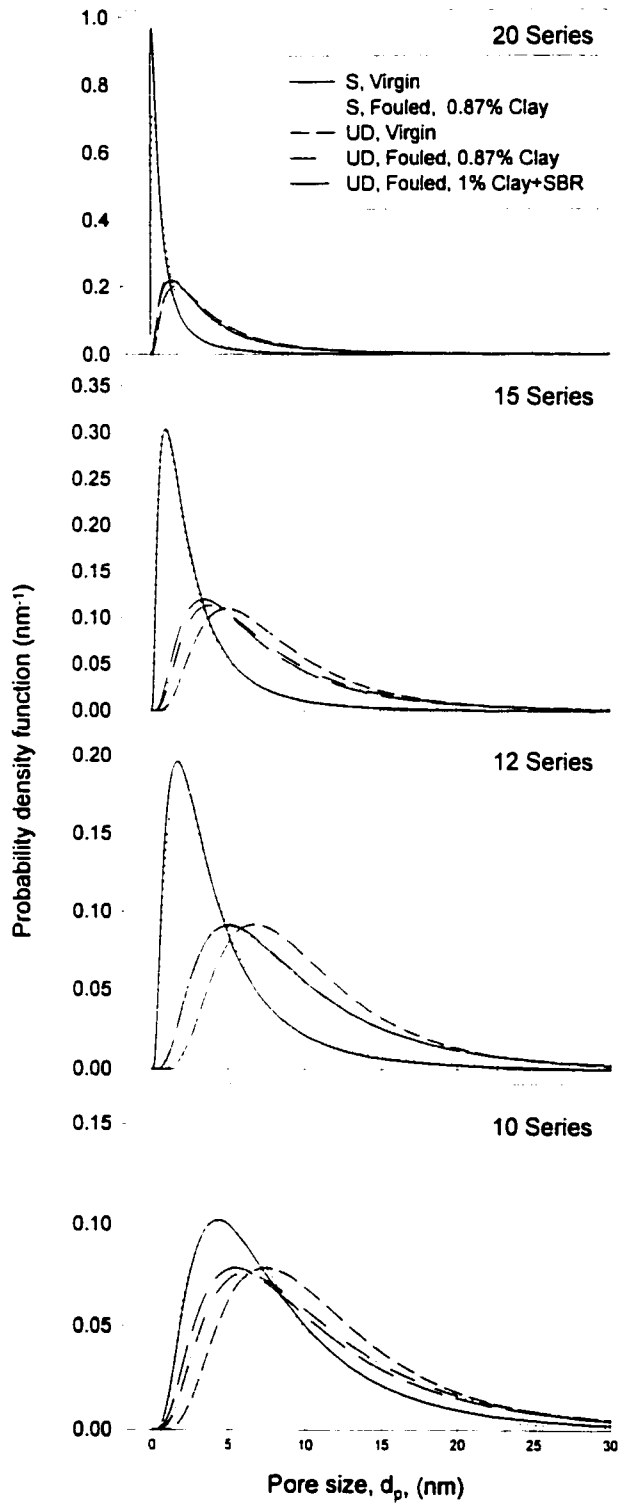 20 Series
1.0
0.8
0.6
0.4
0.2
0.0
S, Virgin
S, Fouled, 0.87% Clay
UD, Virgin
UD, Fouled, 0.87% Clay
UD, Fouled, 1% Clay+SBR
15 Series
0.35
0.30
0.25
0.20
0.15
0.10
0.05
0.00
12 Series
0.20
0.15
0.10
0.05
0.00
10 Series
0.15
0.10
0.05
0.00
0 5 10 15 20 25 30
Probability density function (nm-1)
Pore size, dp, (nm)